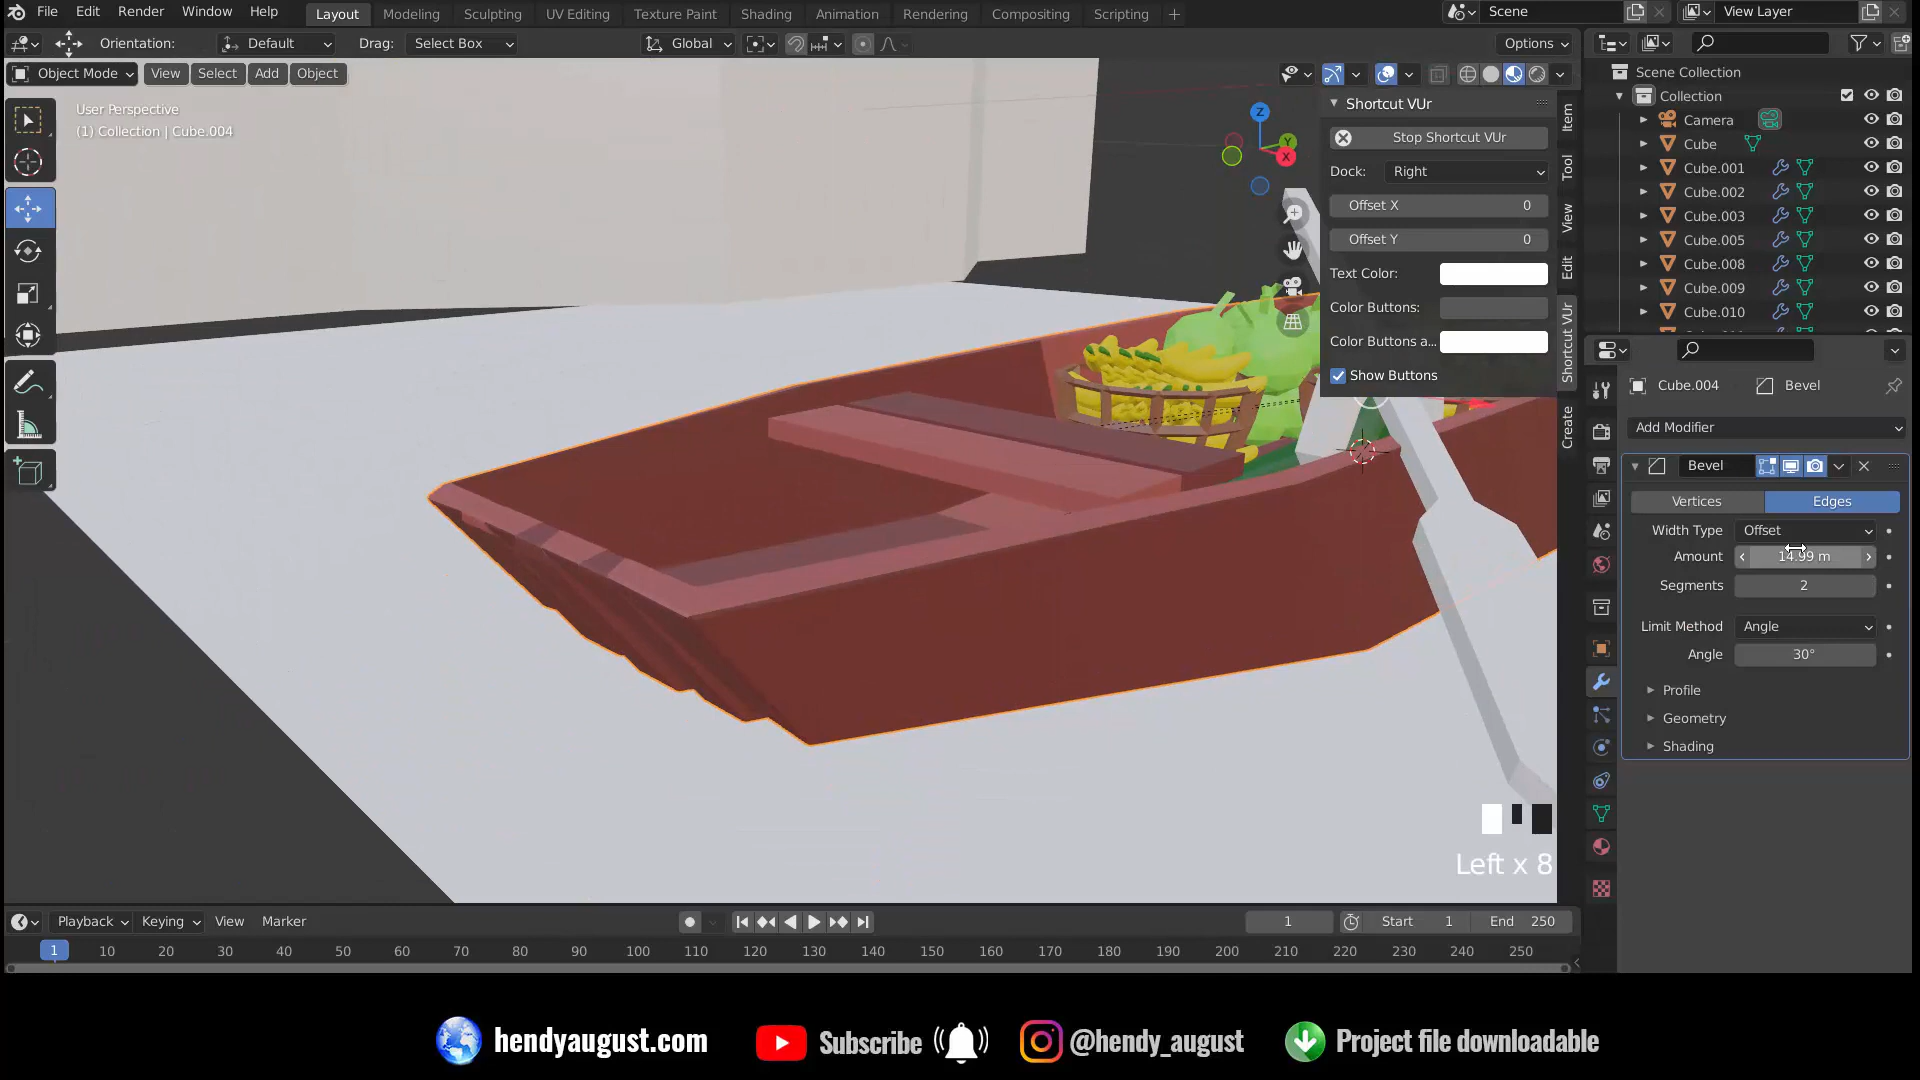 File Edit Render Window Help Layout Modeling Sculpting UV Editing Texture Paint Shading Animation Rendering Compositing Scripting + Scene View Layer
Orientation: Default Drag: Select Box Global Options
Object Mode View Select Add Object
User Perspective
(1) Collection | Cube.004
Z
Y
X
Shortcut VUr
Stop Shortcut VUr
Dock: Right
Offset X 0
Offset Y 0
Text Color:
Color Buttons:
Color Buttons a...
Show Buttons
Item
Tool
View
Edit
Shortcut VUr
Create
Scene Collection
Collection
Camera
Cube
Cube.001
Cube.002
Cube.003
Cube.005
Cube.008
Cube.009
Cube.010
Cube.004 Bevel
Add Modifier
Bevel
Vertices Edges
Width Type Offset
Amount 14.99 m
Segments 2
Limit Method Angle
Angle 30°
Profile
Geometry
Shading
Left x 8
Playback Keying View Marker 1 Start 1 End 250
1 10 20 30 40 50 60 70 80 90 100 110 120 130 140 150 160 170 180 190 200 210 220 230 240 250
hendyaugust.com Subscribe @hendy_august Project file downloadable